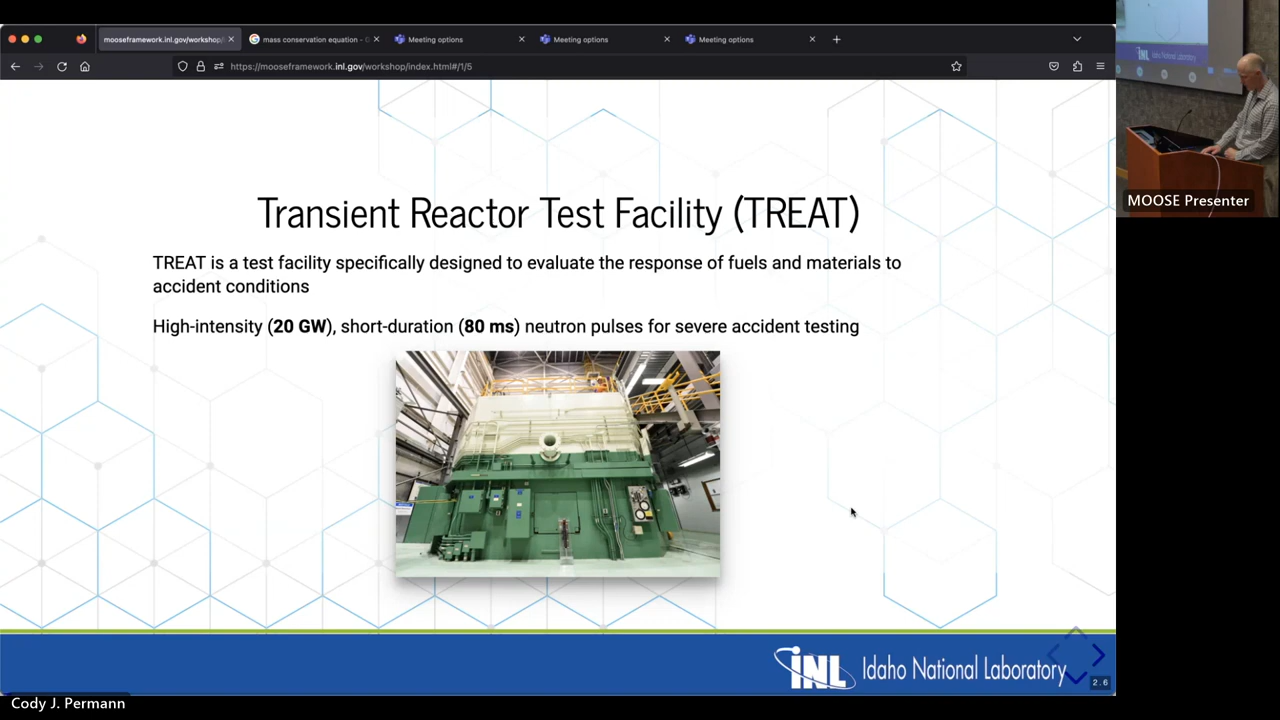 mooseframework.inl.gov/workshop/
mass conservation equation - G
Meeting options
Meeting options
Meeting options
https://mooseframework.inl.gov/workshop/index.html#/1/5
MOOSE Presenter
Transient Reactor Test Facility (TREAT)
TREAT is a test facility specifically designed to evaluate the response of fuels and materials to
accident conditions
High-intensity (20 GW), short-duration (80 ms) neutron pulses for severe accident testing
INL Idaho National Laboratory
2.6
Cody J. Permann